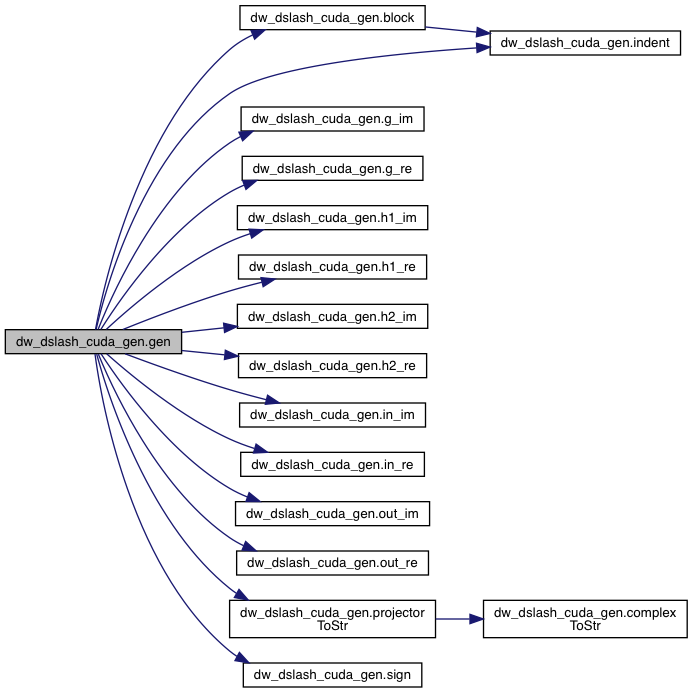 dw_dslash_cuda_gen.block
dw_dslash_cuda_gen.indent
dw_dslash_cuda_gen.g_im
dw_dslash_cuda_gen.g_re
dw_dslash_cuda_gen.h1_im
dw_dslash_cuda_gen.h1_re
dw_dslash_cuda_gen.h2_im
dw_dslash_cuda_gen.gen
dw_dslash_cuda_gen.h2_re
dw_dslash_cuda_gen.in_im
dw_dslash_cuda_gen.in_re
dw_dslash_cuda_gen.out_im
dw_dslash_cuda_gen.out_re
dw_dslash_cuda_gen.projector
ToStr
dw_dslash_cuda_gen.complex
ToStr
dw_dslash_cuda_gen.sign